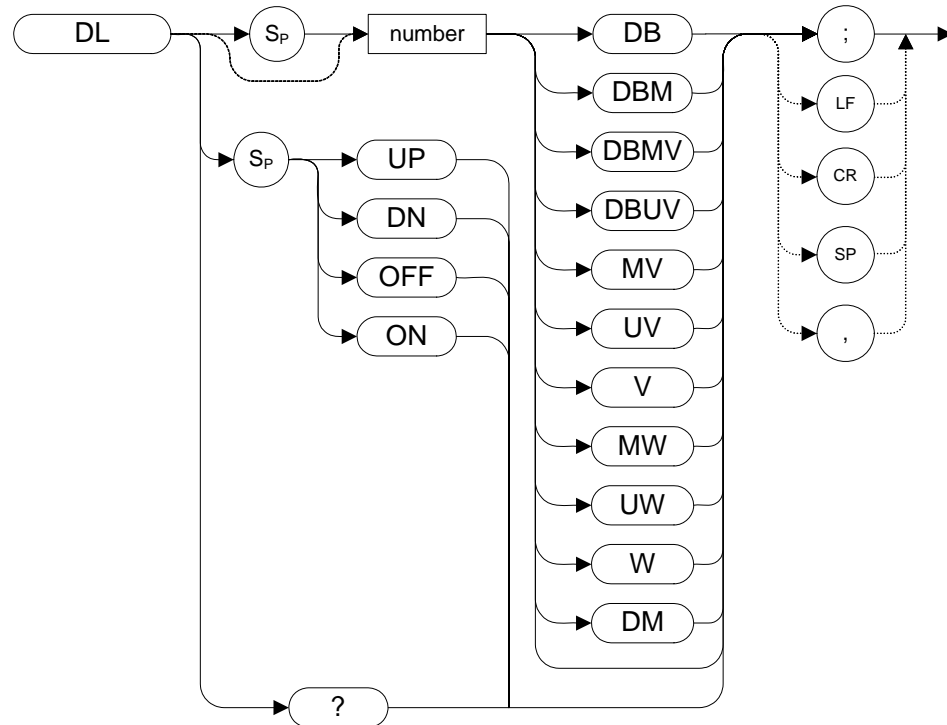 DL SP number DB ;
DBM LF
SP UP DBMV CR
DN DBUV SP
OFF MV
ON UV ,
V
MW
UW
W
DM
?